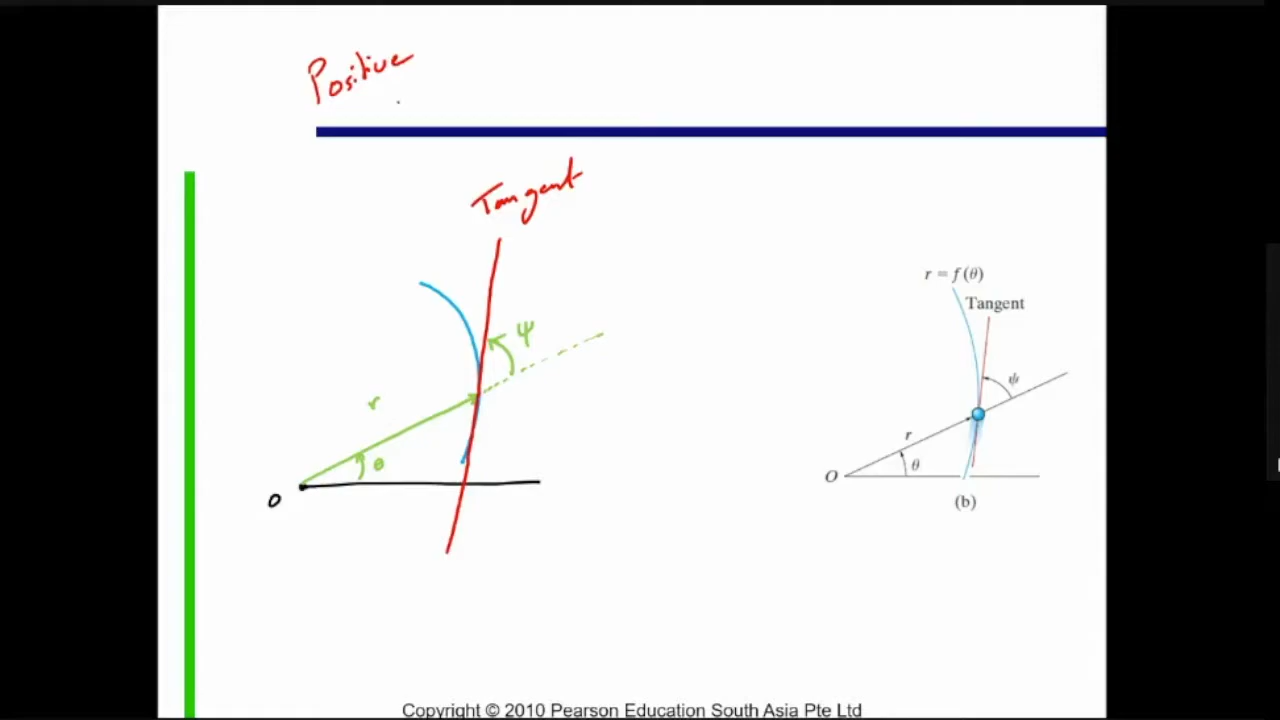 Positive
Tangent
ψ
r
θ
o
r = f(θ)
Tangent
ψ
r
θ
O
(b)
Copyright © 2010 Pearson Education South Asia Pte Ltd